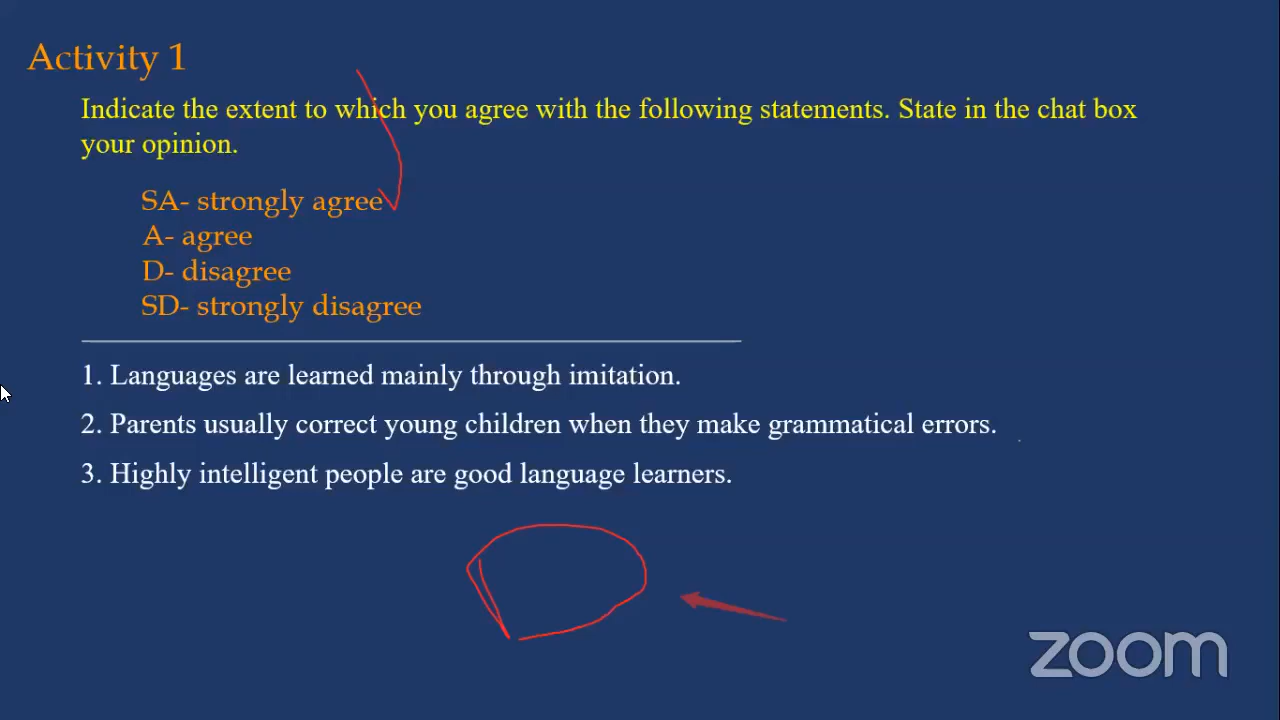 Activity 1
Indicate the extent to which you agree with the following statements. State in the chat box
your opinion.
SA- strongly agree
A- agree
D- disagree
SD- strongly disagree
1. Languages are learned mainly through imitation.
2. Parents usually correct young children when they make grammatical errors.
3. Highly intelligent people are good language learners.
zoom